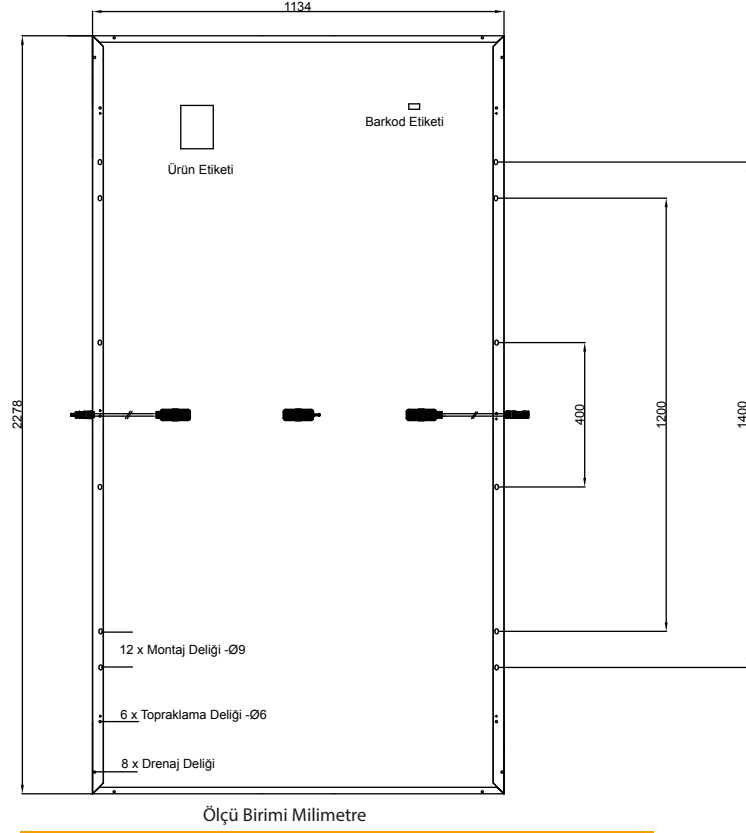 1134
Barkod Etiketi
Ürün Etiketi
2278
400
1200
1400
12 x Montaj Deliği -Ø9
6 x Topraklama Deliği -Ø6
8 x Drenaj Deliği
Ölçü Birimi Milimetre